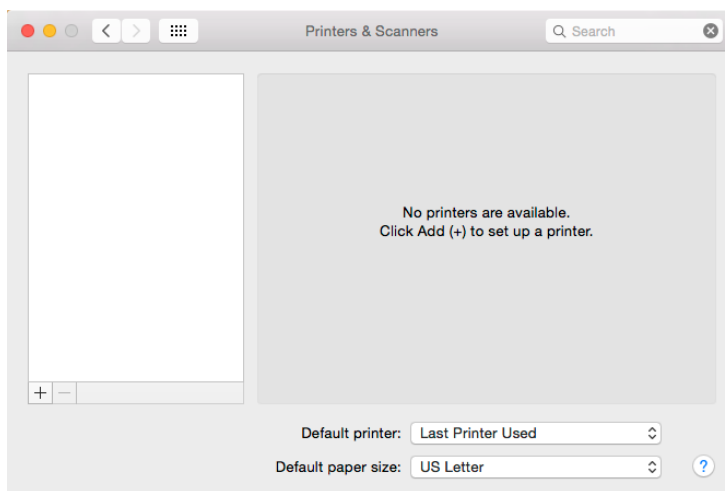 Printers & Scanners
Search
No printers are available.
Click Add (+) to set up a printer.
+ −
Default printer: Last Printer Used
Default paper size: US Letter
?